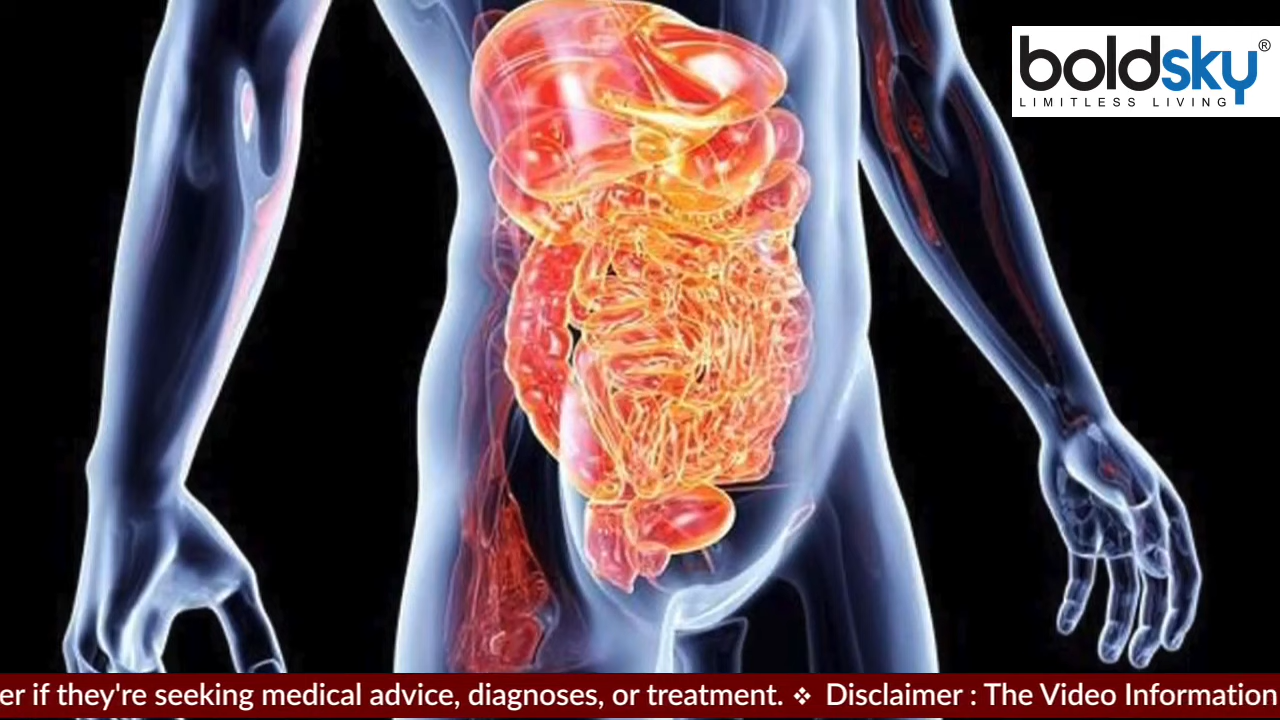 boldsky®
LIMITLESS LIVING
er if they're seeking medical advice, diagnoses, or treatment. ❖ Disclaimer : The Video Information